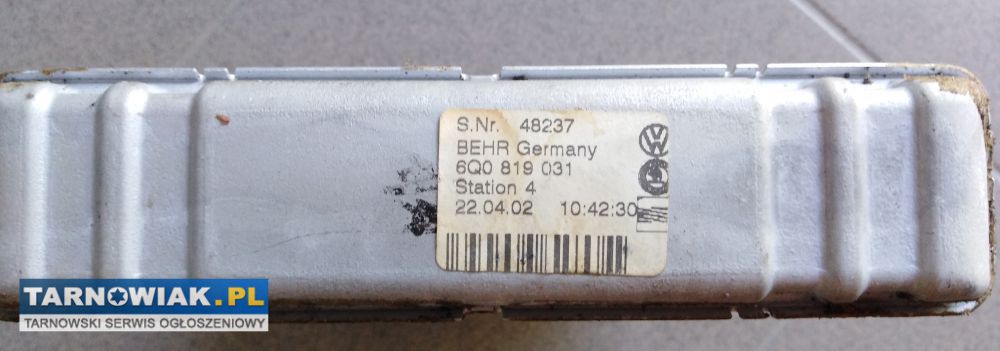 S.Nr. 48237
BEHR Germany
6Q0 819 031
Station 4
22.04.02 10:42:30
TARNOWIAK.PL
TARNOWSKI SERWIS OGŁOSZENIOWY